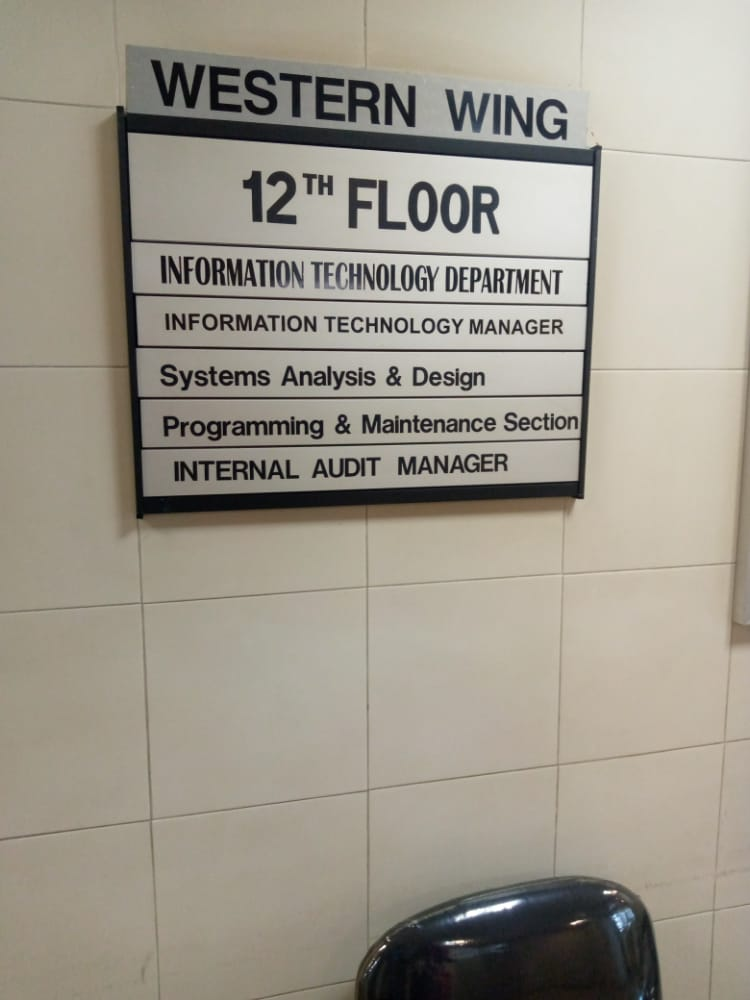 WESTERN WING
12TH FLOOR
INFORMATION TECHNOLOGY DEPARTMENT
INFORMATION TECHNOLOGY MANAGER
Systems Analysis & Design
Programming & Maintenance Section
INTERNAL AUDIT MANAGER